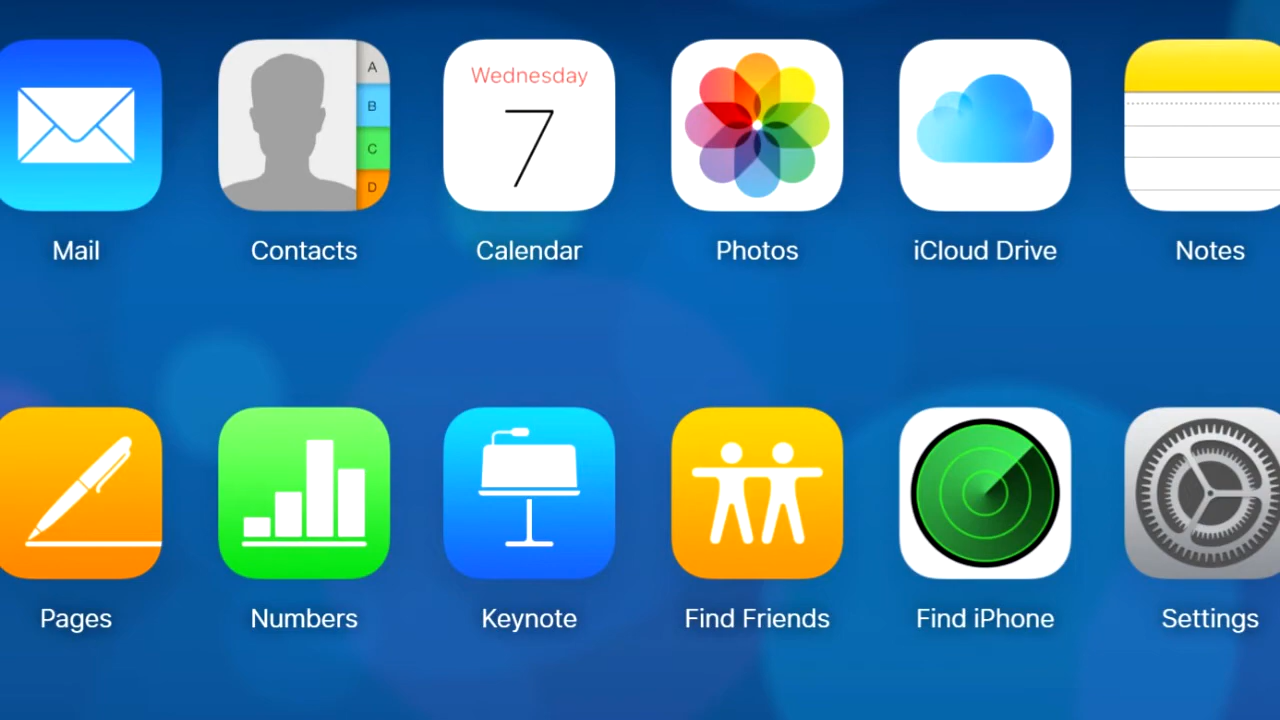 Wednesday
7
A
B
C
D
Mail
Contacts
Calendar
Photos
iCloud Drive
Notes
Pages
Numbers
Keynote
Find Friends
Find iPhone
Settings